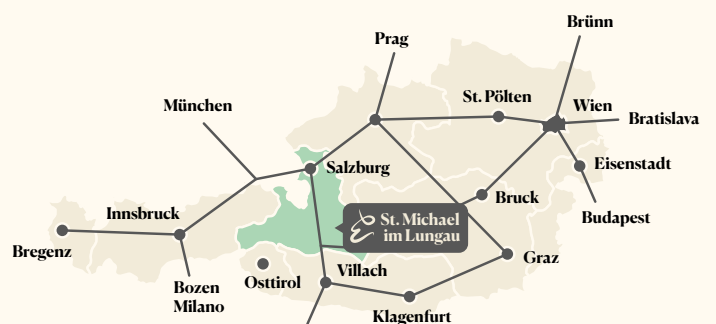 Brünn
Prag
St. Pölten
Wien
München
Bratislava
Salzburg
Eisenstadt
Bruck
Innsbruck
St. Michael
im Lungau
Budapest
Bregenz
Graz
Villach
Osttirol
Bozen
Milano
Klagenfurt